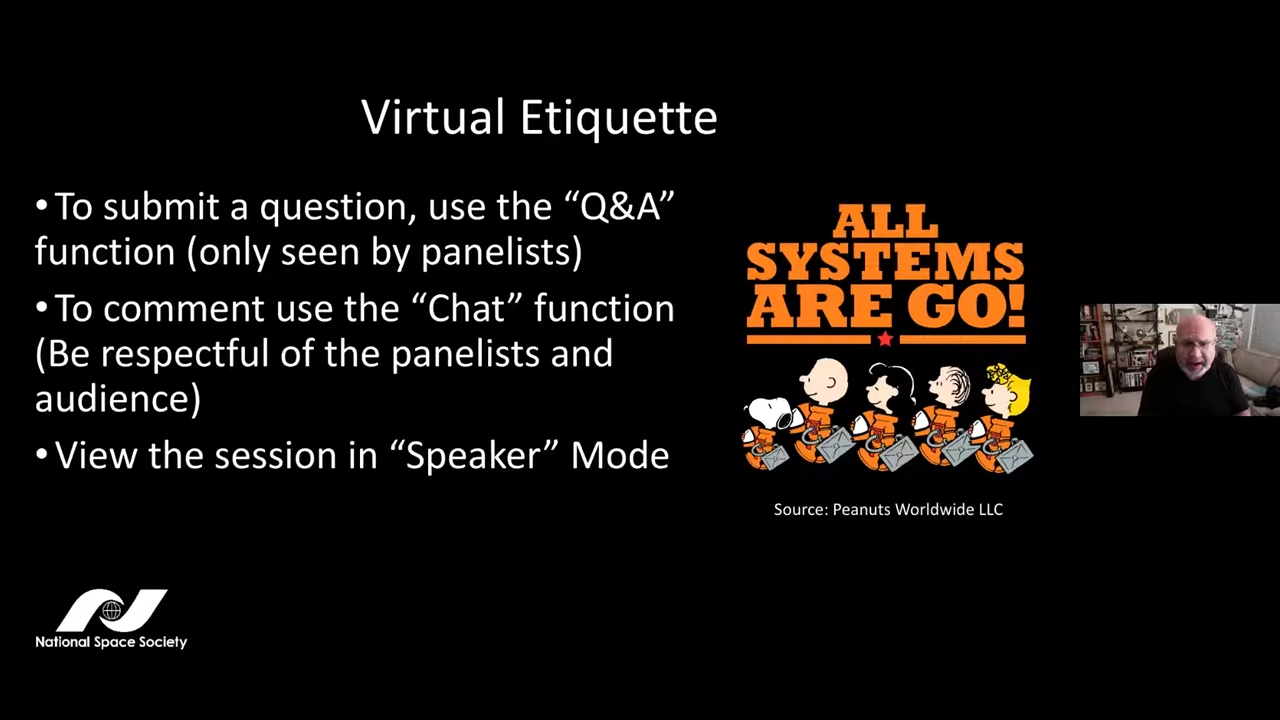 Virtual Etiquette
•To submit a question, use the “Q&A”
function (only seen by panelists)
•To comment use the “Chat” function
(Be respectful of the panelists and
audience)
•View the session in “Speaker” Mode
ALL
SYSTEMS
ARE GO!
Source: Peanuts Worldwide LLC
National Space Society